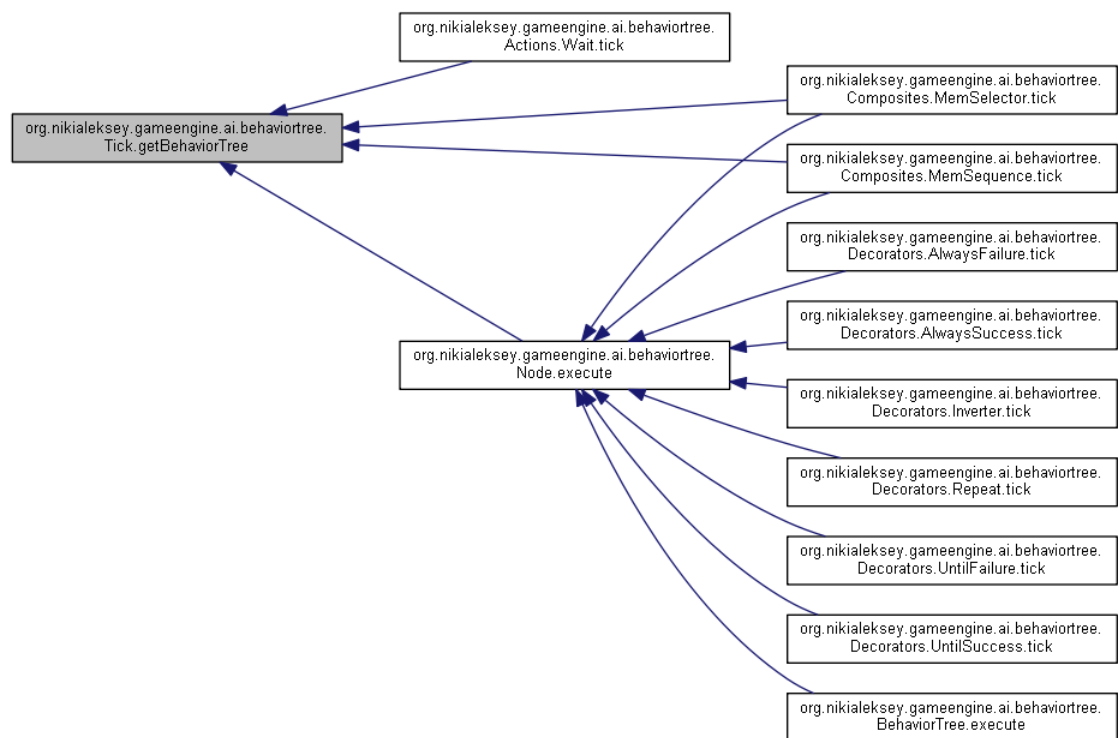 org.nikialeksey.gameengine.ai.behaviortree.
Actions.Wait.tick
org.nikialeksey.gameengine.ai.behaviortree.
Composites.MemSelector.tick
org.nikialeksey.gameengine.ai.behaviortree.
Tick.getBehaviorTree
org.nikialeksey.gameengine.ai.behaviortree.
Composites.MemSequence.tick
org.nikialeksey.gameengine.ai.behaviortree.
Decorators.AlwaysFailure.tick
org.nikialeksey.gameengine.ai.behaviortree.
Decorators.AlwaysSuccess.tick
org.nikialeksey.gameengine.ai.behaviortree.
Node.execute
org.nikialeksey.gameengine.ai.behaviortree.
Decorators.Inverter.tick
org.nikialeksey.gameengine.ai.behaviortree.
Decorators.Repeat.tick
org.nikialeksey.gameengine.ai.behaviortree.
Decorators.UntilFailure.tick
org.nikialeksey.gameengine.ai.behaviortree.
Decorators.UntilSuccess.tick
org.nikialeksey.gameengine.ai.behaviortree.
BehaviorTree.execute